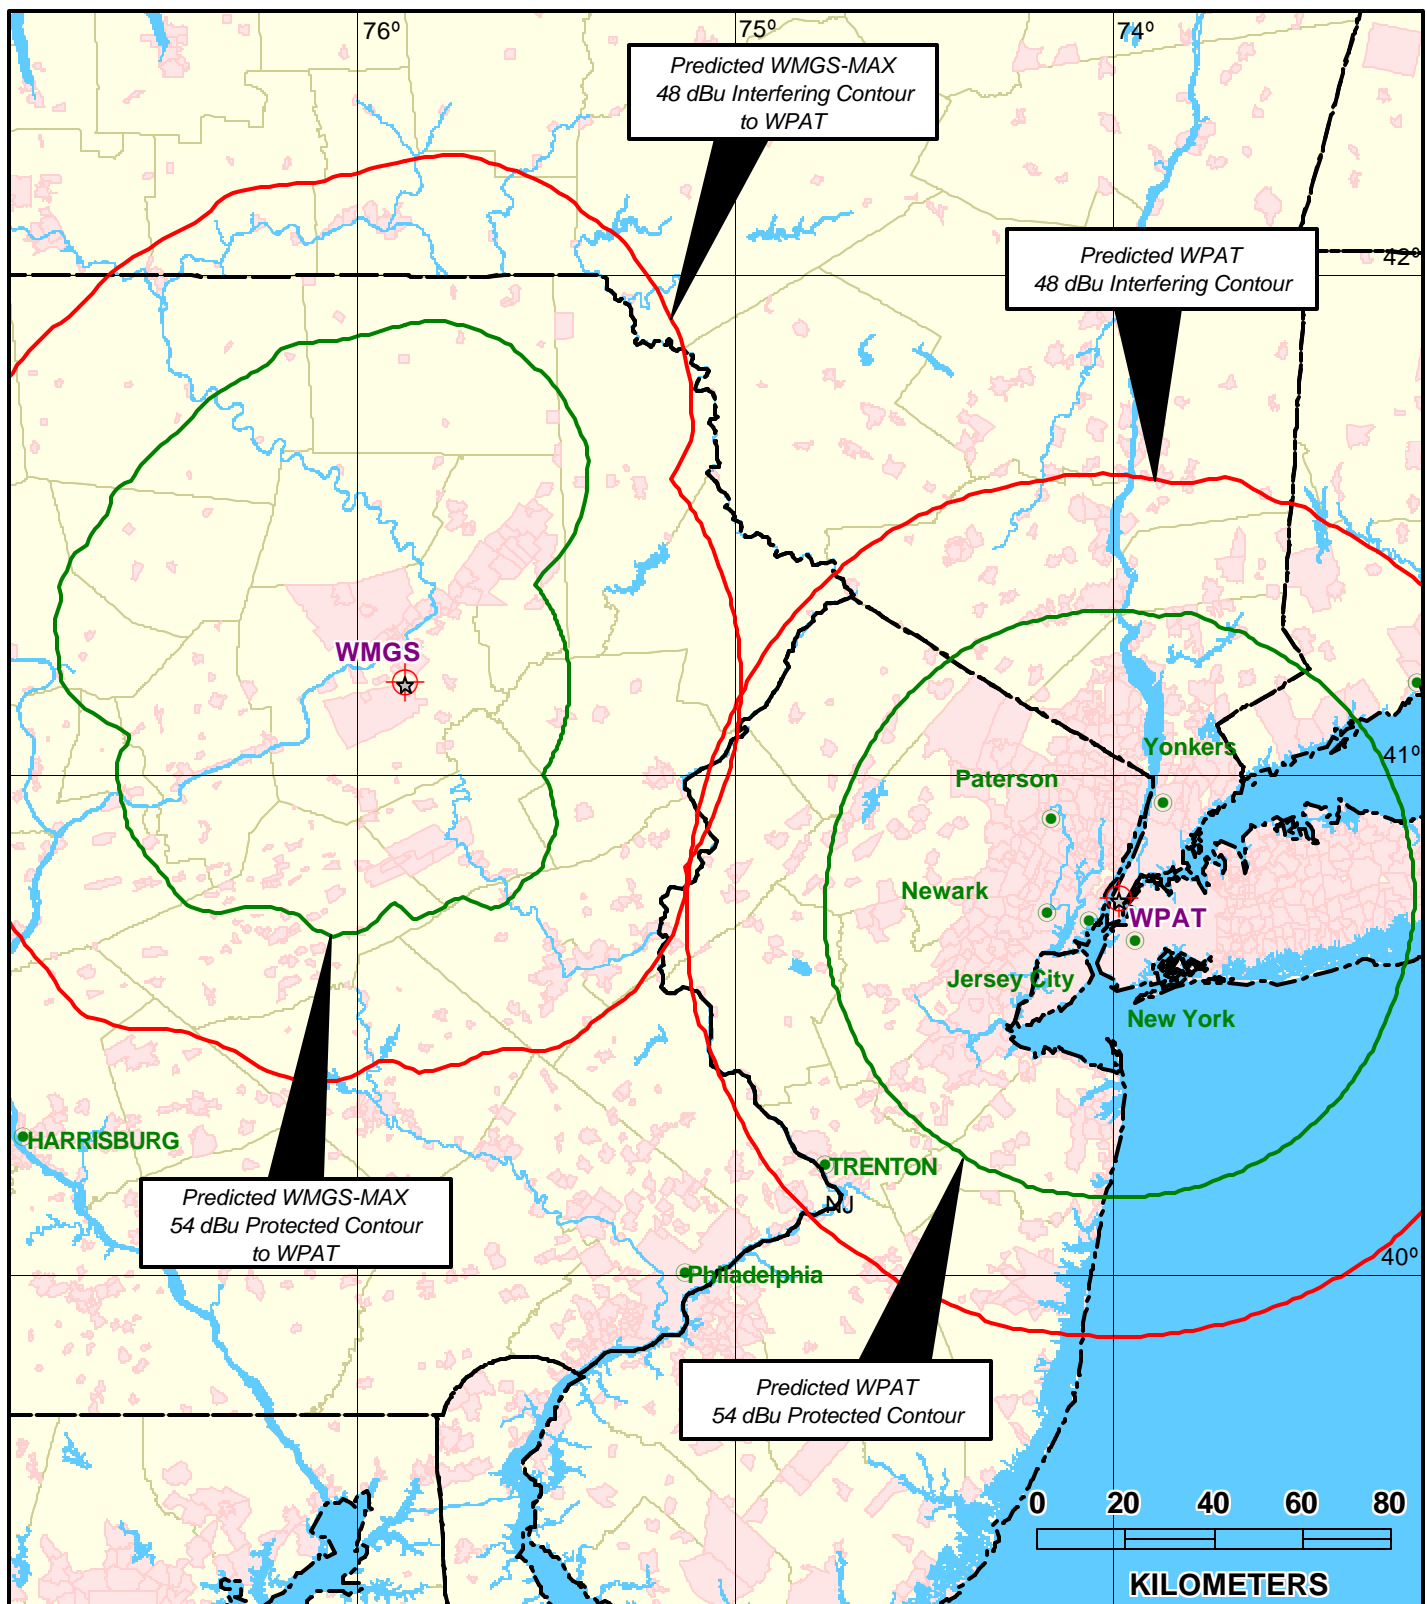 76º
75º
74º
Predicted WMGS-MAX
48 dBu Interfering Contour
to WPAT
Predicted WPAT
48 dBu Interfering Contour
42º
WMGS
Yonkers
41º
Paterson
Newark
WPAT
Jersey City
New York
HARRISBURG
TRENTON
NJ
Predicted WMGS-MAX
54 dBu Protected Contour
to WPAT
40º
Philadelphia
Predicted WPAT
54 dBu Protected Contour
0 20 40 60 80
KILOMETERS